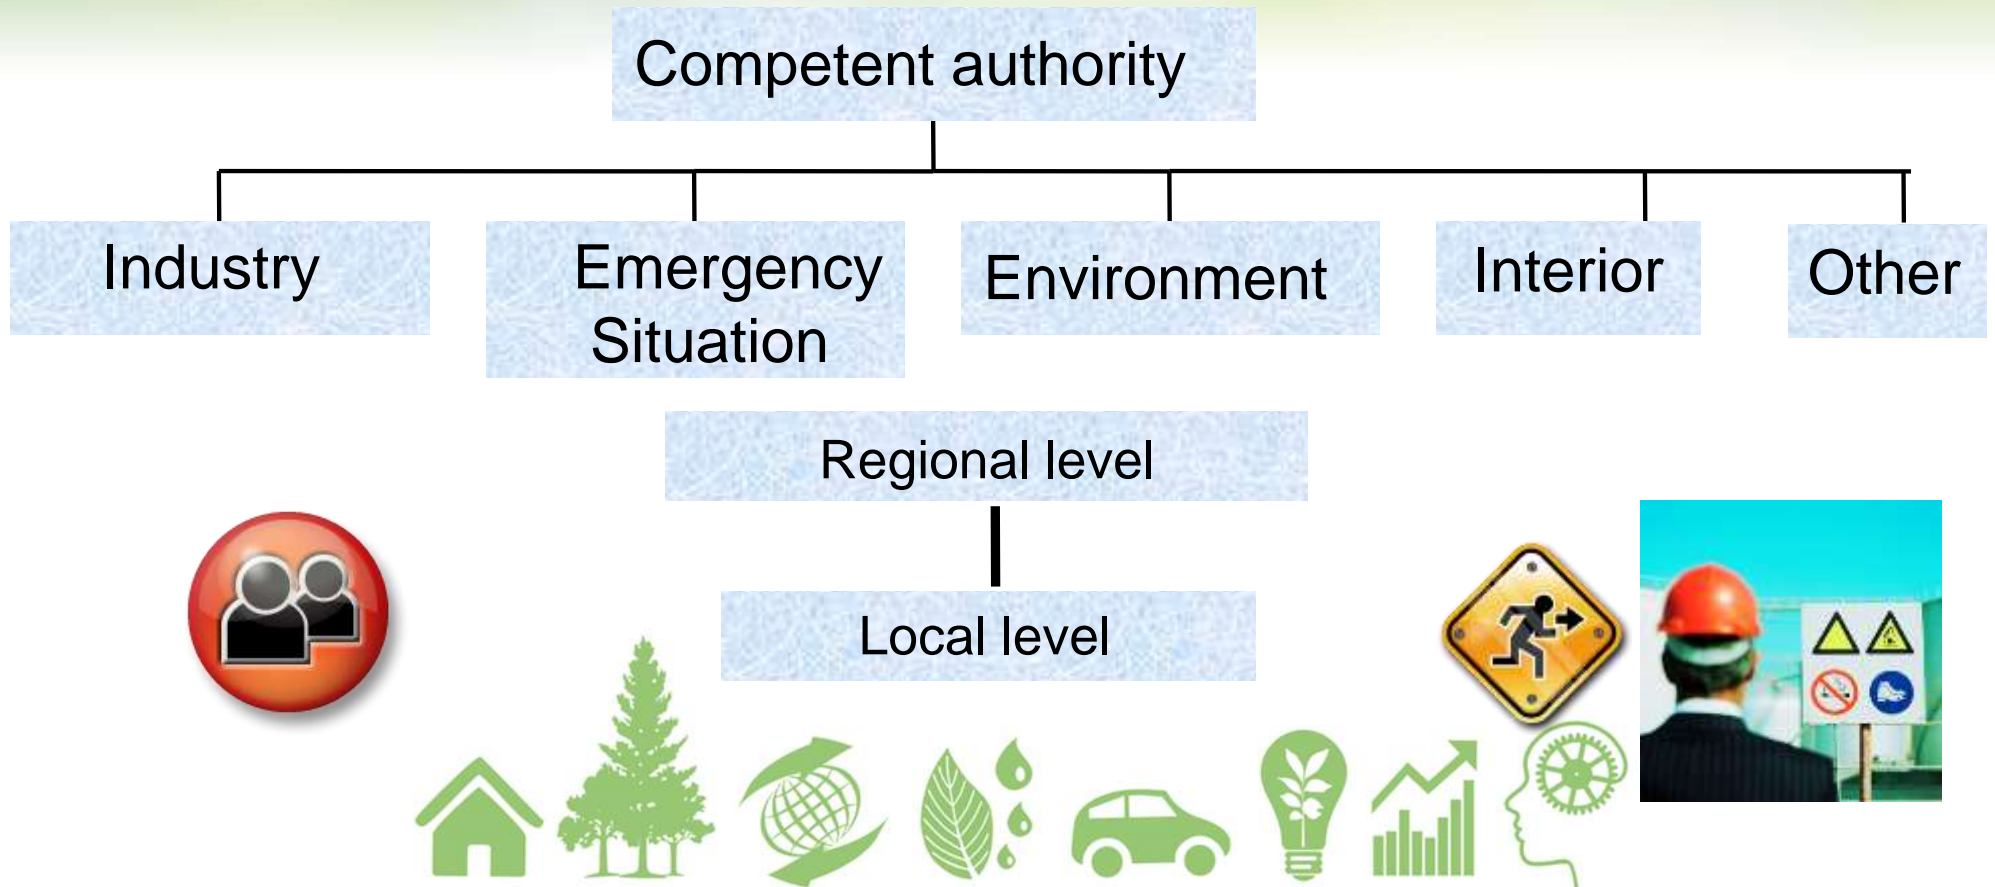 Competent authority
Industry
Emergency
Situation
Environment
Interior
Other
Regional level
Local level